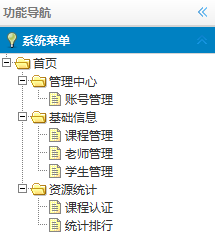 功能导航
系统菜单
首页
管理中心
账号管理
基础信息
课程管理
老师管理
学生管理
资源统计
课程认证
统计排行